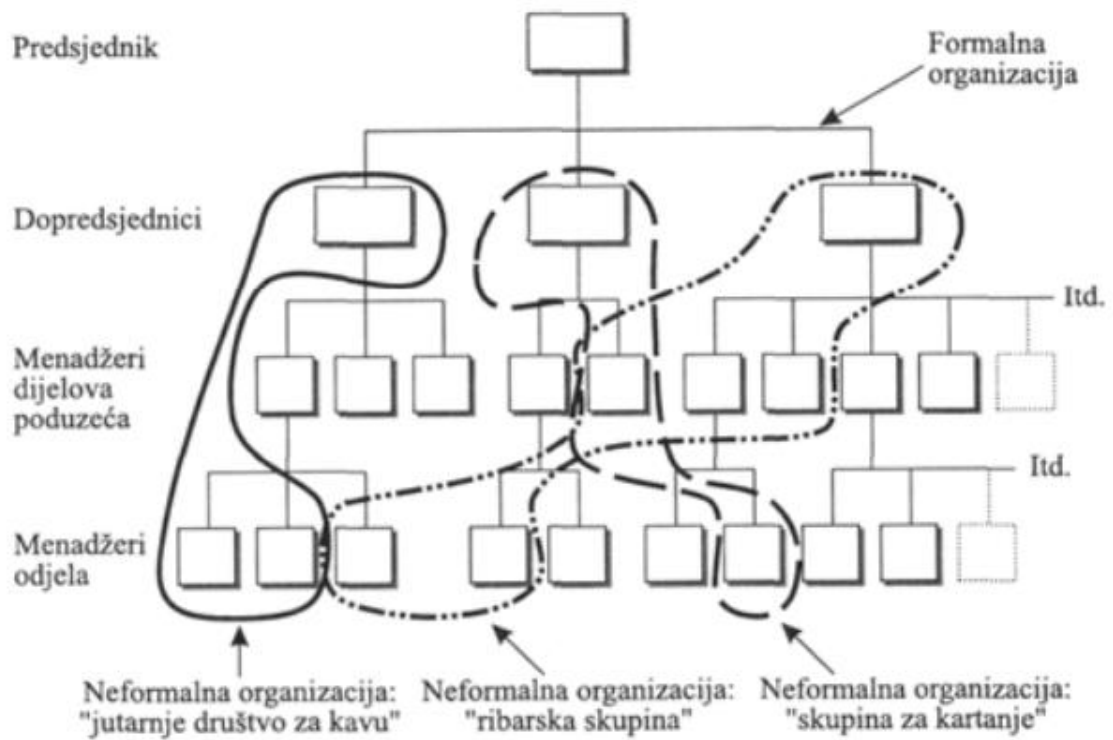 Predsjednik
Formalna
organizacija
Dopredsjednici
Itd.
Menadžeri
dijelova
poduzeća
Itd.
Menadžeri
odjela
Neformalna organizacija:
"jutarnje društvo za kavu"
Neformalna organizacija:
"ribarska skupina"
Neformalna organizacija:
"skupina za kartanje"